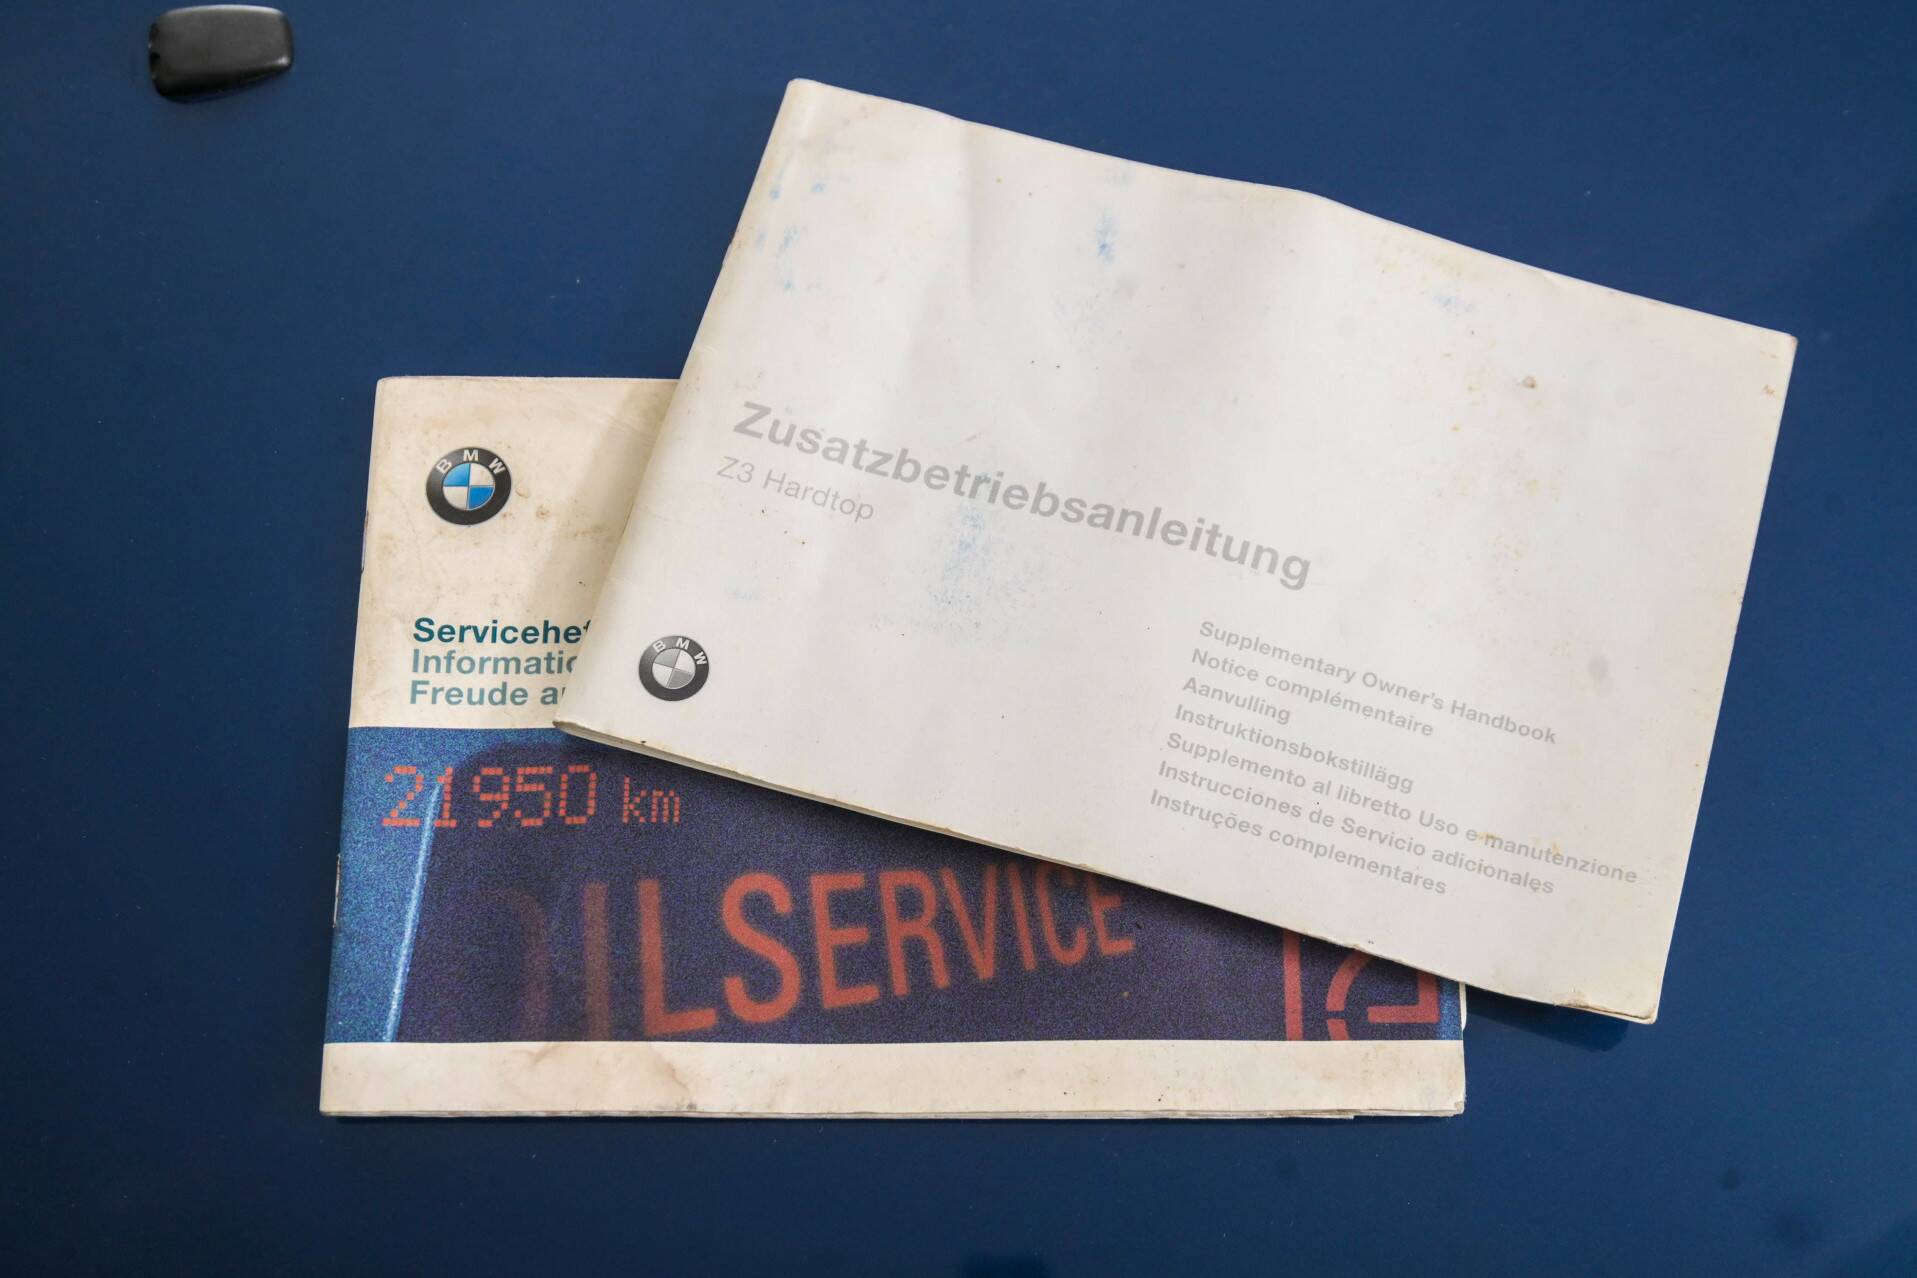 Zusatzbetriebsanleitung
Z3 Hardtop
BMW
Supplementary Owner's Handbook
Notice complémentaire
Aanvulling
Instruktionsbokstillägg
Supplemento al libretto Uso e manutenzione
Instrucciones de Servicio adicionales
Instruções complementares
BMW
Servicehef
Informatio
Freude a
21950 km
OILSERVICE